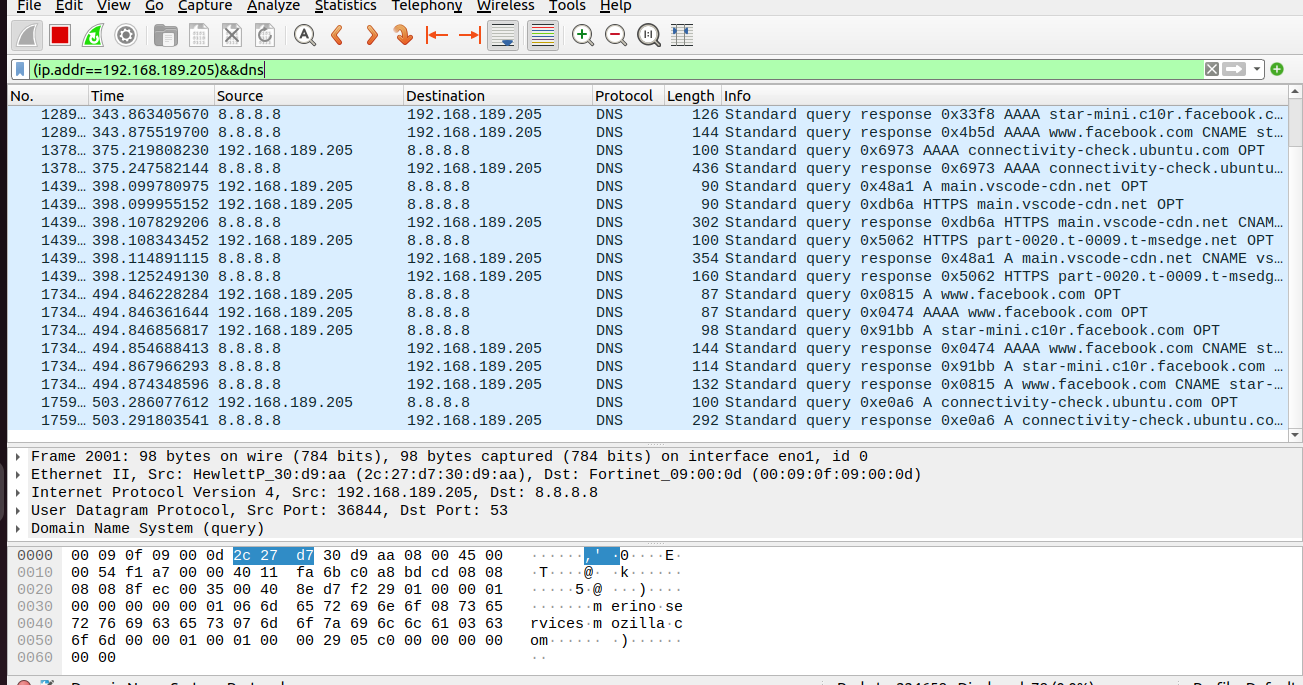 File Edit View Go Capture Analyze Statistics Telephony Wireless Tools Help
(ip.addr==192.168.189.205)&&dns
No. Time Source Destination Protocol Length Info
1289… 343.863405670 8.8.8.8 192.168.189.205 DNS 126 Standard query response 0x33f8 AAAA star-mini.c10r.facebook.c…
1289… 343.875519700 8.8.8.8 192.168.189.205 DNS 144 Standard query response 0x4b5d AAAA www.facebook.com CNAME st…
1378… 375.219808230 192.168.189.205 8.8.8.8 DNS 100 Standard query 0x6973 AAAA connectivity-check.ubuntu.com OPT
1378… 375.247582144 8.8.8.8 192.168.189.205 DNS 436 Standard query response 0x6973 AAAA connectivity-check.ubuntu…
1439… 398.099780975 192.168.189.205 8.8.8.8 DNS 90 Standard query 0x48a1 A main.vscode-cdn.net OPT
1439… 398.099955152 192.168.189.205 8.8.8.8 DNS 90 Standard query 0xdb6a HTTPS main.vscode-cdn.net OPT
1439… 398.107829206 8.8.8.8 192.168.189.205 DNS 302 Standard query response 0xdb6a HTTPS main.vscode-cdn.net CNAM…
1439… 398.108343452 192.168.189.205 8.8.8.8 DNS 100 Standard query 0x5062 HTTPS part-0020.t-0009.t-msedge.net OPT
1439… 398.114891115 8.8.8.8 192.168.189.205 DNS 354 Standard query response 0x48a1 A main.vscode-cdn.net CNAME vs…
1439… 398.125249130 8.8.8.8 192.168.189.205 DNS 160 Standard query response 0x5062 HTTPS part-0020.t-0009.t-msedg…
1734… 494.846228284 192.168.189.205 8.8.8.8 DNS 87 Standard query 0x0815 A www.facebook.com OPT
1734… 494.846361644 192.168.189.205 8.8.8.8 DNS 87 Standard query 0x0474 AAAA www.facebook.com OPT
1734… 494.846856817 192.168.189.205 8.8.8.8 DNS 98 Standard query 0x91bb A star-mini.c10r.facebook.com OPT
1734… 494.854688413 8.8.8.8 192.168.189.205 DNS 144 Standard query response 0x0474 AAAA www.facebook.com CNAME st…
1734… 494.867966293 8.8.8.8 192.168.189.205 DNS 114 Standard query response 0x91bb A star-mini.c10r.facebook.com …
1734… 494.874348596 8.8.8.8 192.168.189.205 DNS 132 Standard query response 0x0815 A www.facebook.com CNAME star-…
1759… 503.286077612 192.168.189.205 8.8.8.8 DNS 100 Standard query 0xe0a6 A connectivity-check.ubuntu.com OPT
1759… 503.291803541 8.8.8.8 192.168.189.205 DNS 292 Standard query response 0xe0a6 A connectivity-check.ubuntu.co…
Frame 2001: 98 bytes on wire (784 bits), 98 bytes captured (784 bits) on interface eno1, id 0
Ethernet II, Src: HewlettP_30:d9:aa (2c:27:d7:30:d9:aa), Dst: Fortinet_09:00:0d (00:09:0f:09:00:0d)
Internet Protocol Version 4, Src: 192.168.189.205, Dst: 8.8.8.8
User Datagram Protocol, Src Port: 36844, Dst Port: 53
Domain Name System (query)
0000 00 09 0f 09 00 0d 2c 27 d7 30 d9 aa 08 00 45 00 ······,'·0····E·
0010 00 54 f1 a7 00 00 40 11 fa 6b c0 a8 bd cd 08 08 ·T····@··k······
0020 08 08 8f ec 00 35 00 40 8e d7 f2 29 01 00 00 01 ·····5·@···)····
0030 00 00 00 00 00 01 06 6d 65 72 69 6e 6f 08 73 65 ·······merino·se
0040 72 76 69 63 65 73 07 6d 6f 7a 69 6c 6c 61 03 63 rvices·mozilla·c
0050 6f 6d 00 00 01 00 01 00 00 29 05 c0 00 00 00 00 om·······)······
0060 00 00 ··